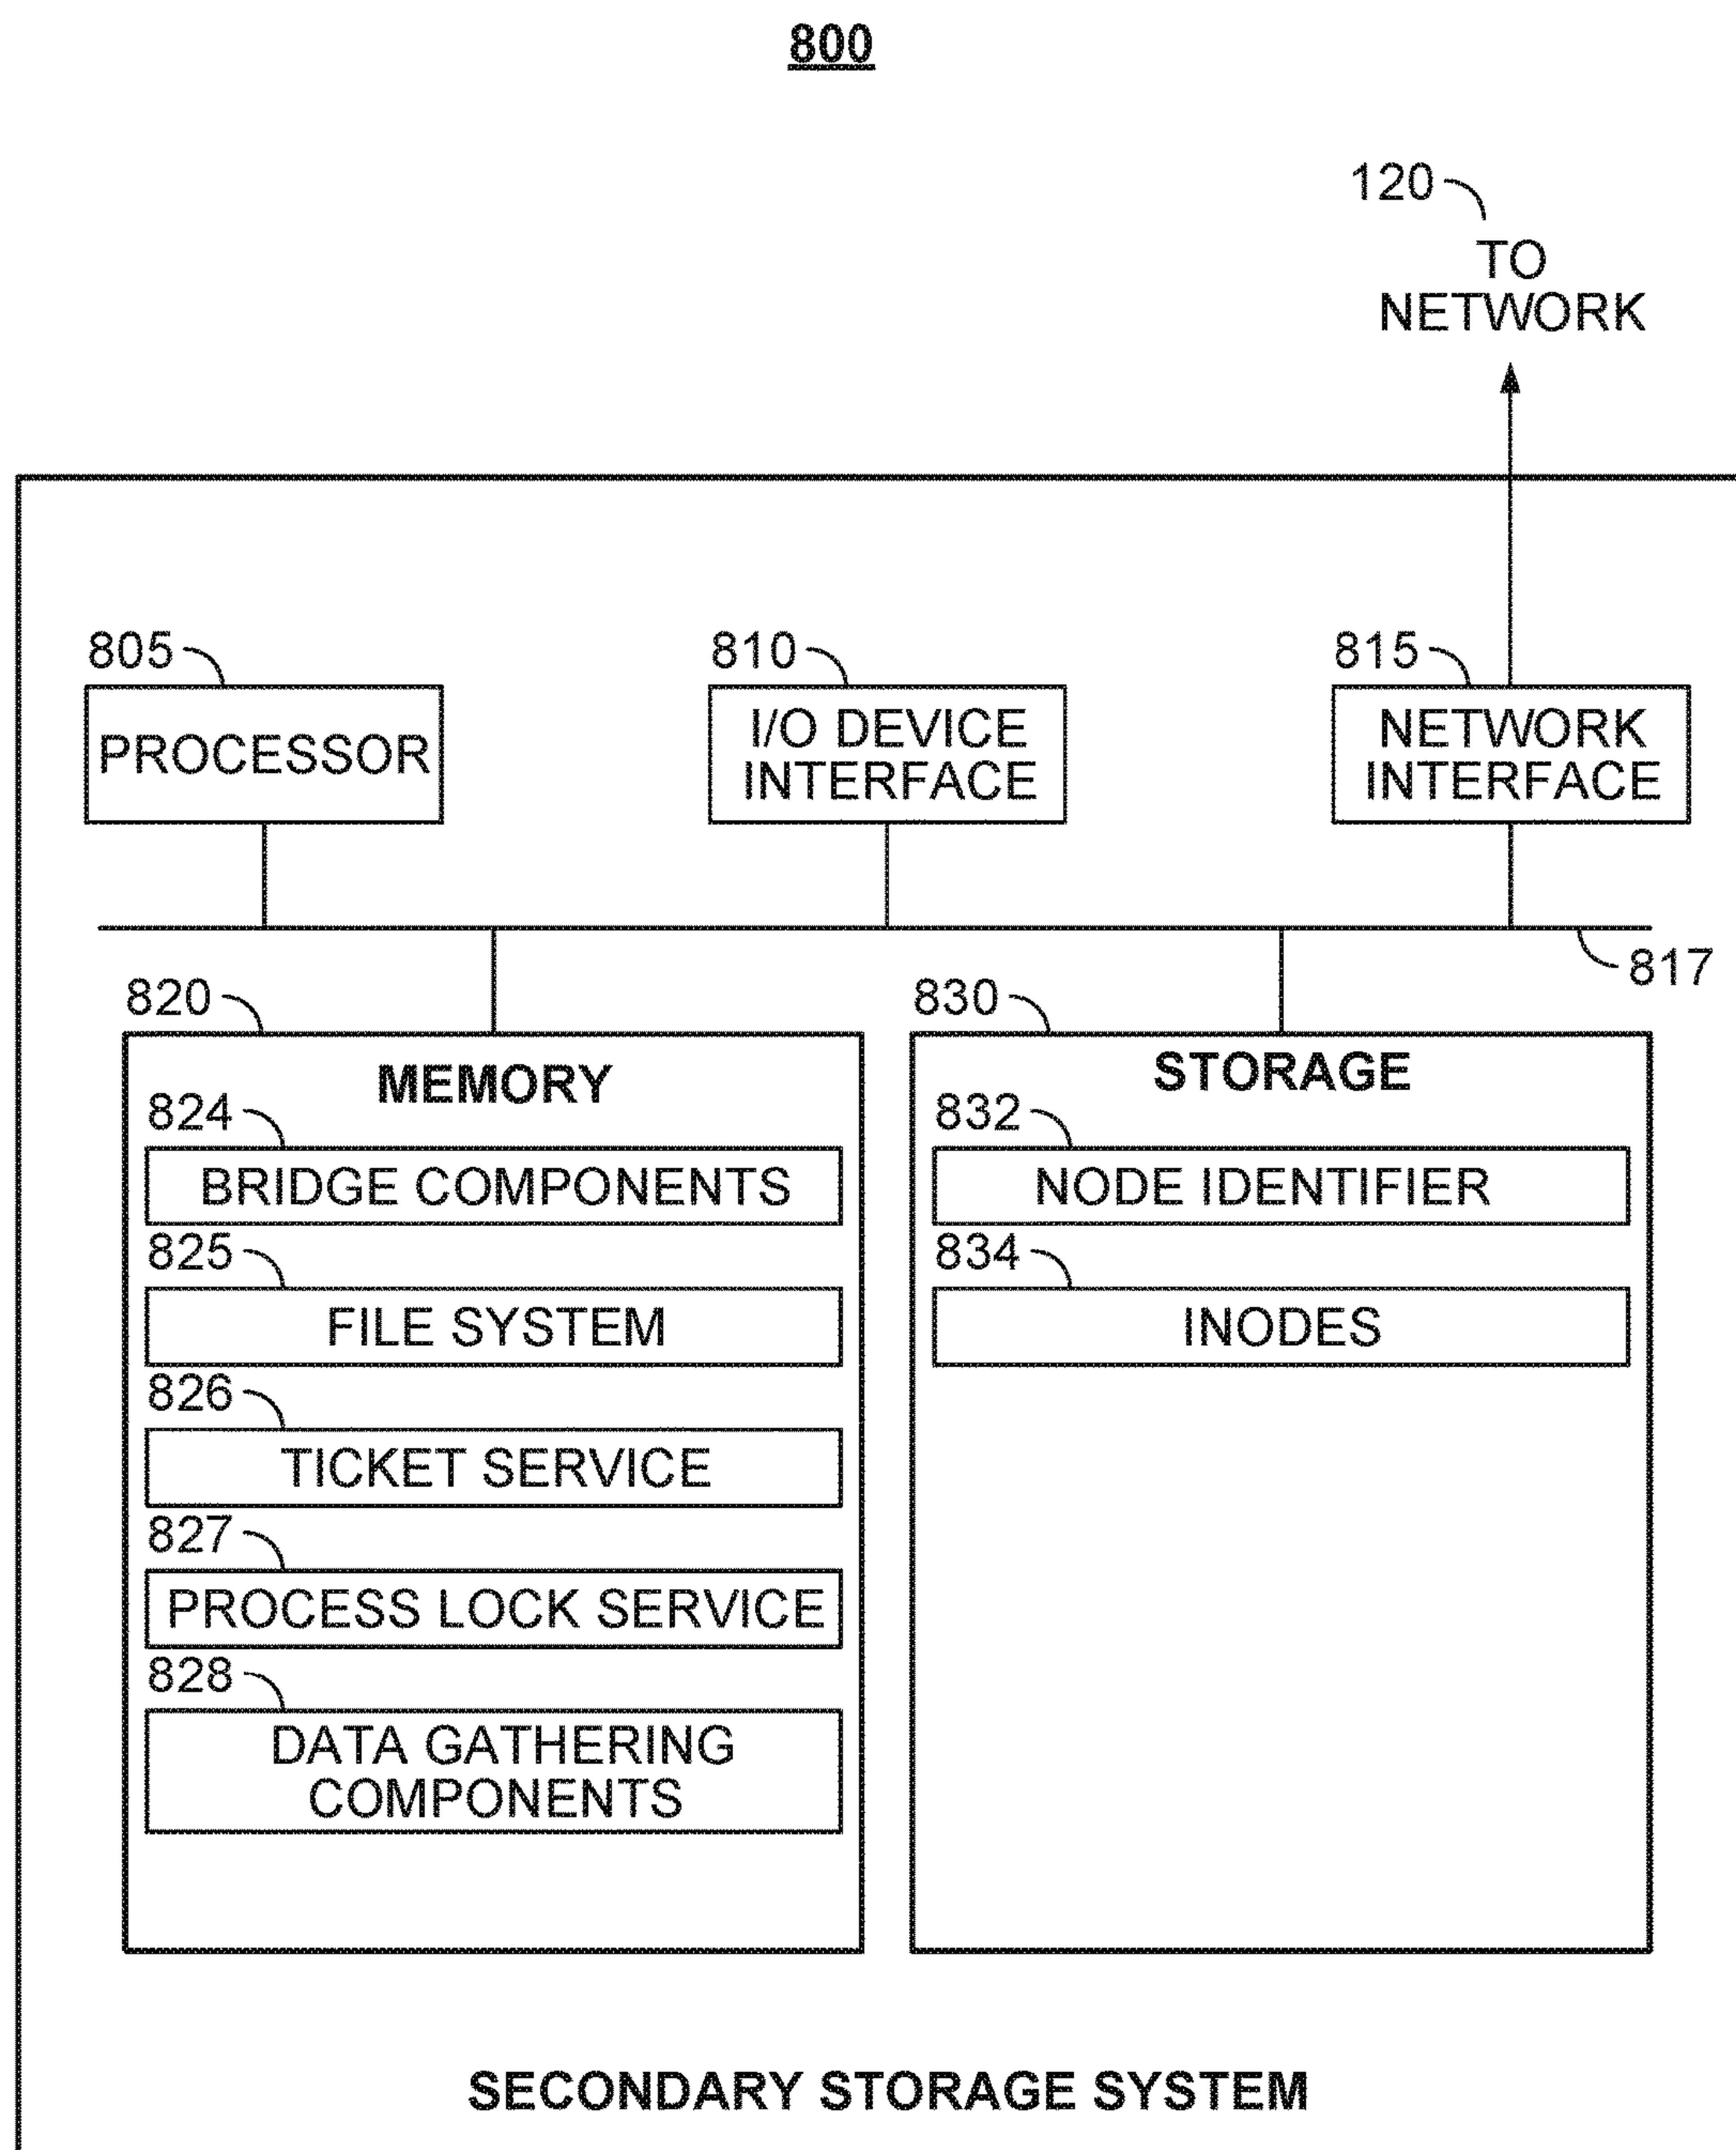 800
120
TO
NETWORK
805
PROCESSOR
810
I/O DEVICE
INTERFACE
815
NETWORK
INTERFACE
817
820
MEMORY
824
BRIDGE COMPONENTS
825
FILE SYSTEM
826
TICKET SERVICE
827
PROCESS LOCK SERVICE
828
DATA GATHERING
COMPONENTS
830
STORAGE
832
NODE IDENTIFIER
834
INODES
SECONDARY STORAGE SYSTEM